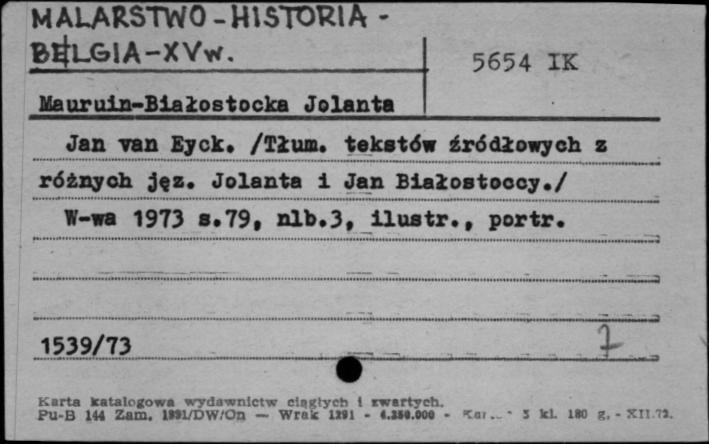 MALARSTWO - HISTORIA -
BELGIA - XVw.
5654 IK
Mauruin-Białostocka Jolanta
Jan van Eyck. /Tłum. tekstów źródłowych z
różnych jęz. Jolanta i Jan Białostoccy./
W-wa 1973 s.79, nlb.3, ilustr., portr.
1539/73
7
Karta katalogowa wydawnictw ciągłych i zwartych.
Pu-B 144 Zam. 1891/DW/On — Wrak 1291 - 4.350.000 - 3 kl. 180 g. - XII.72.